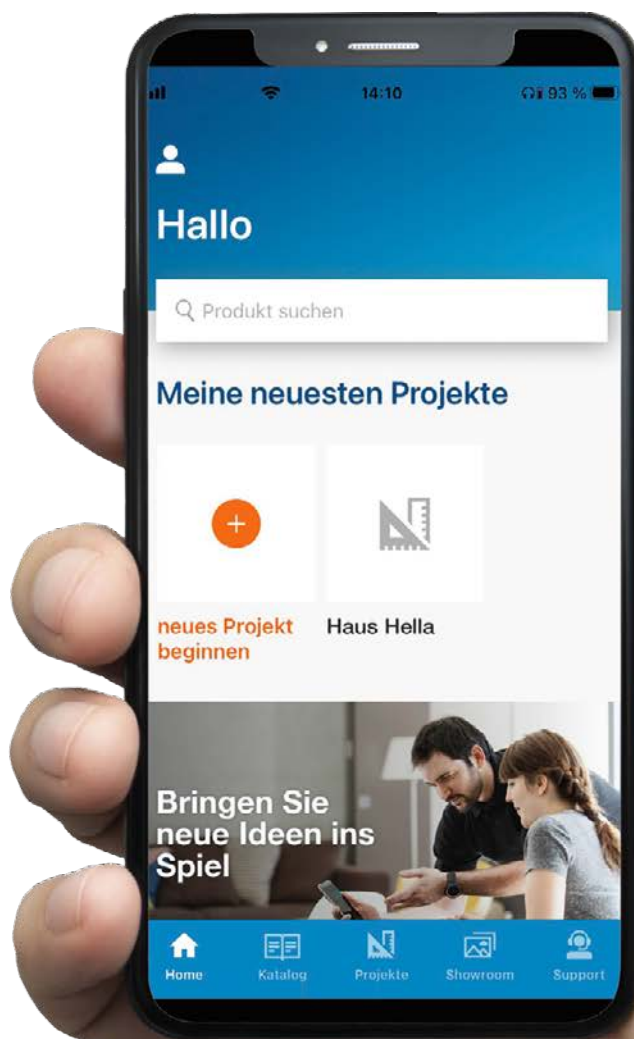 14:10
93 %
Hallo
Produkt suchen
Meine neuesten Projekte
neues Projekt
beginnen
Haus Hella
Bringen Sie
neue Ideen ins
Spiel
Home
Katalog
Projekte
Showroom
Support